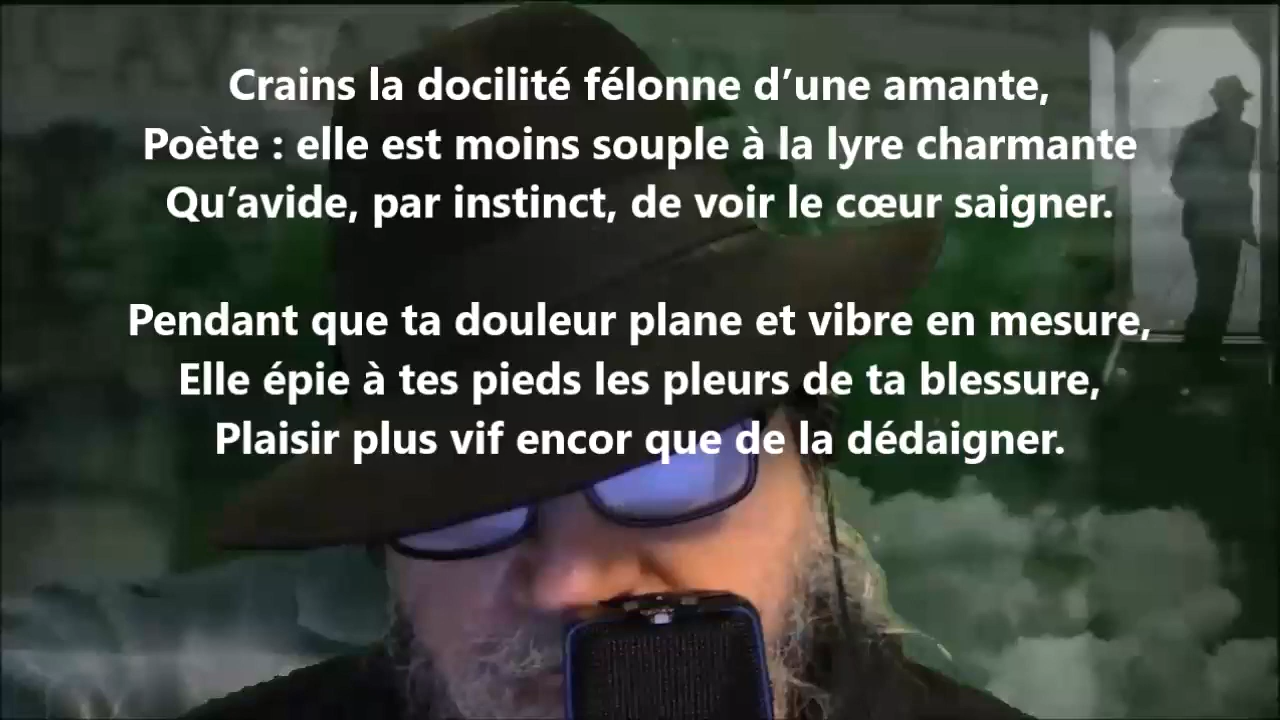 Crains la docilité félonne d’une amante,
Poète : elle est moins souple à la lyre charmante
Qu’avide, par instinct, de voir le cœur saigner.
Pendant que ta douleur plane et vibre en mesure,
Elle épie à tes pieds les pleurs de ta blessure,
Plaisir plus vif encor que de la dédaigner.